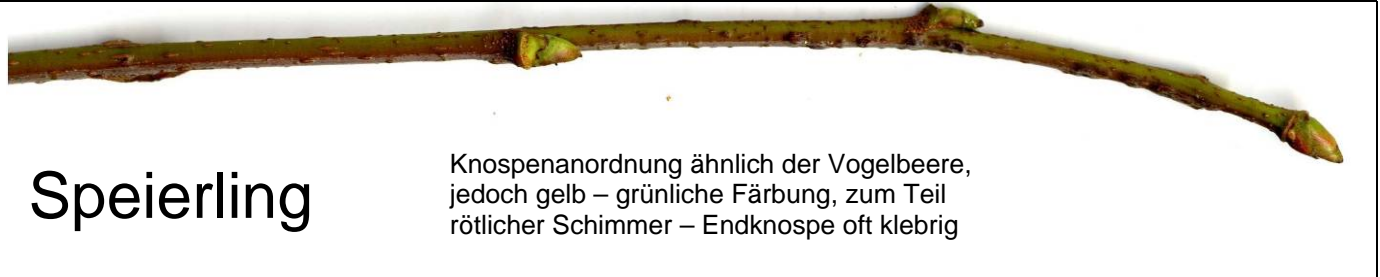 Speierling
Knospenanordnung ähnlich der Vogelbeere,
jedoch gelb – grünliche Färbung, zum Teil
rötlicher Schimmer – Endknospe oft klebrig